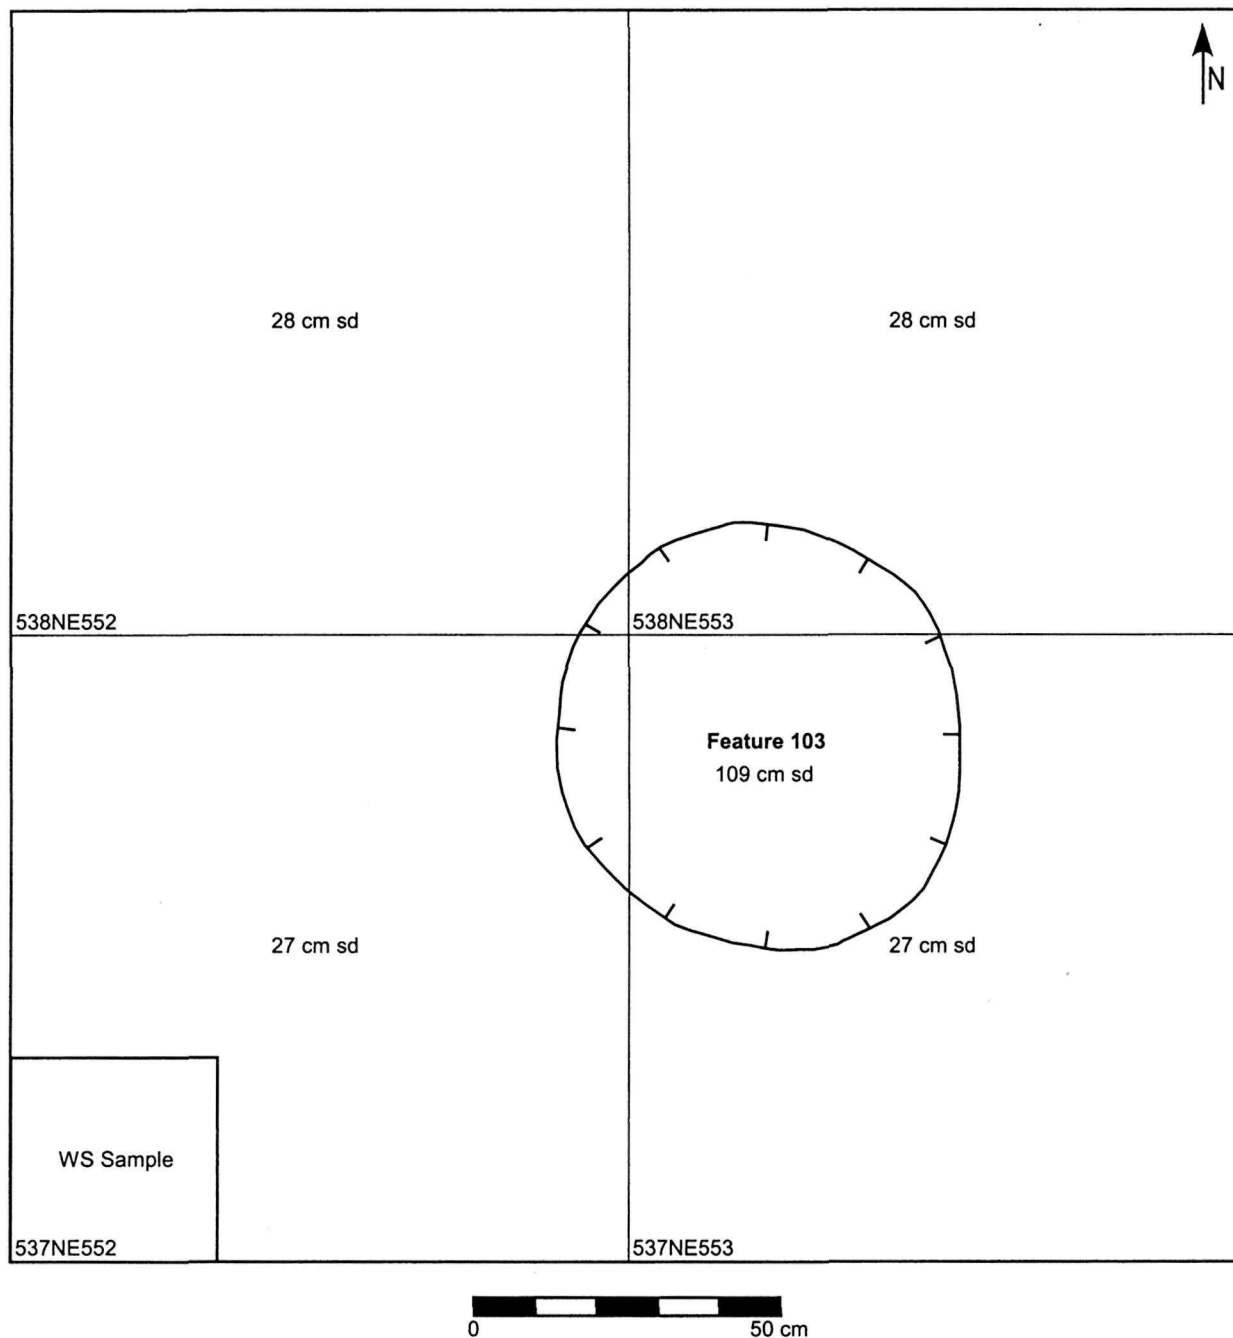 N
28 cm sd
28 cm sd
538NE552
538NE553
Feature 103
109 cm sd
27 cm sd
27 cm sd
WS Sample
537NE552
537NE553
0
50 cm